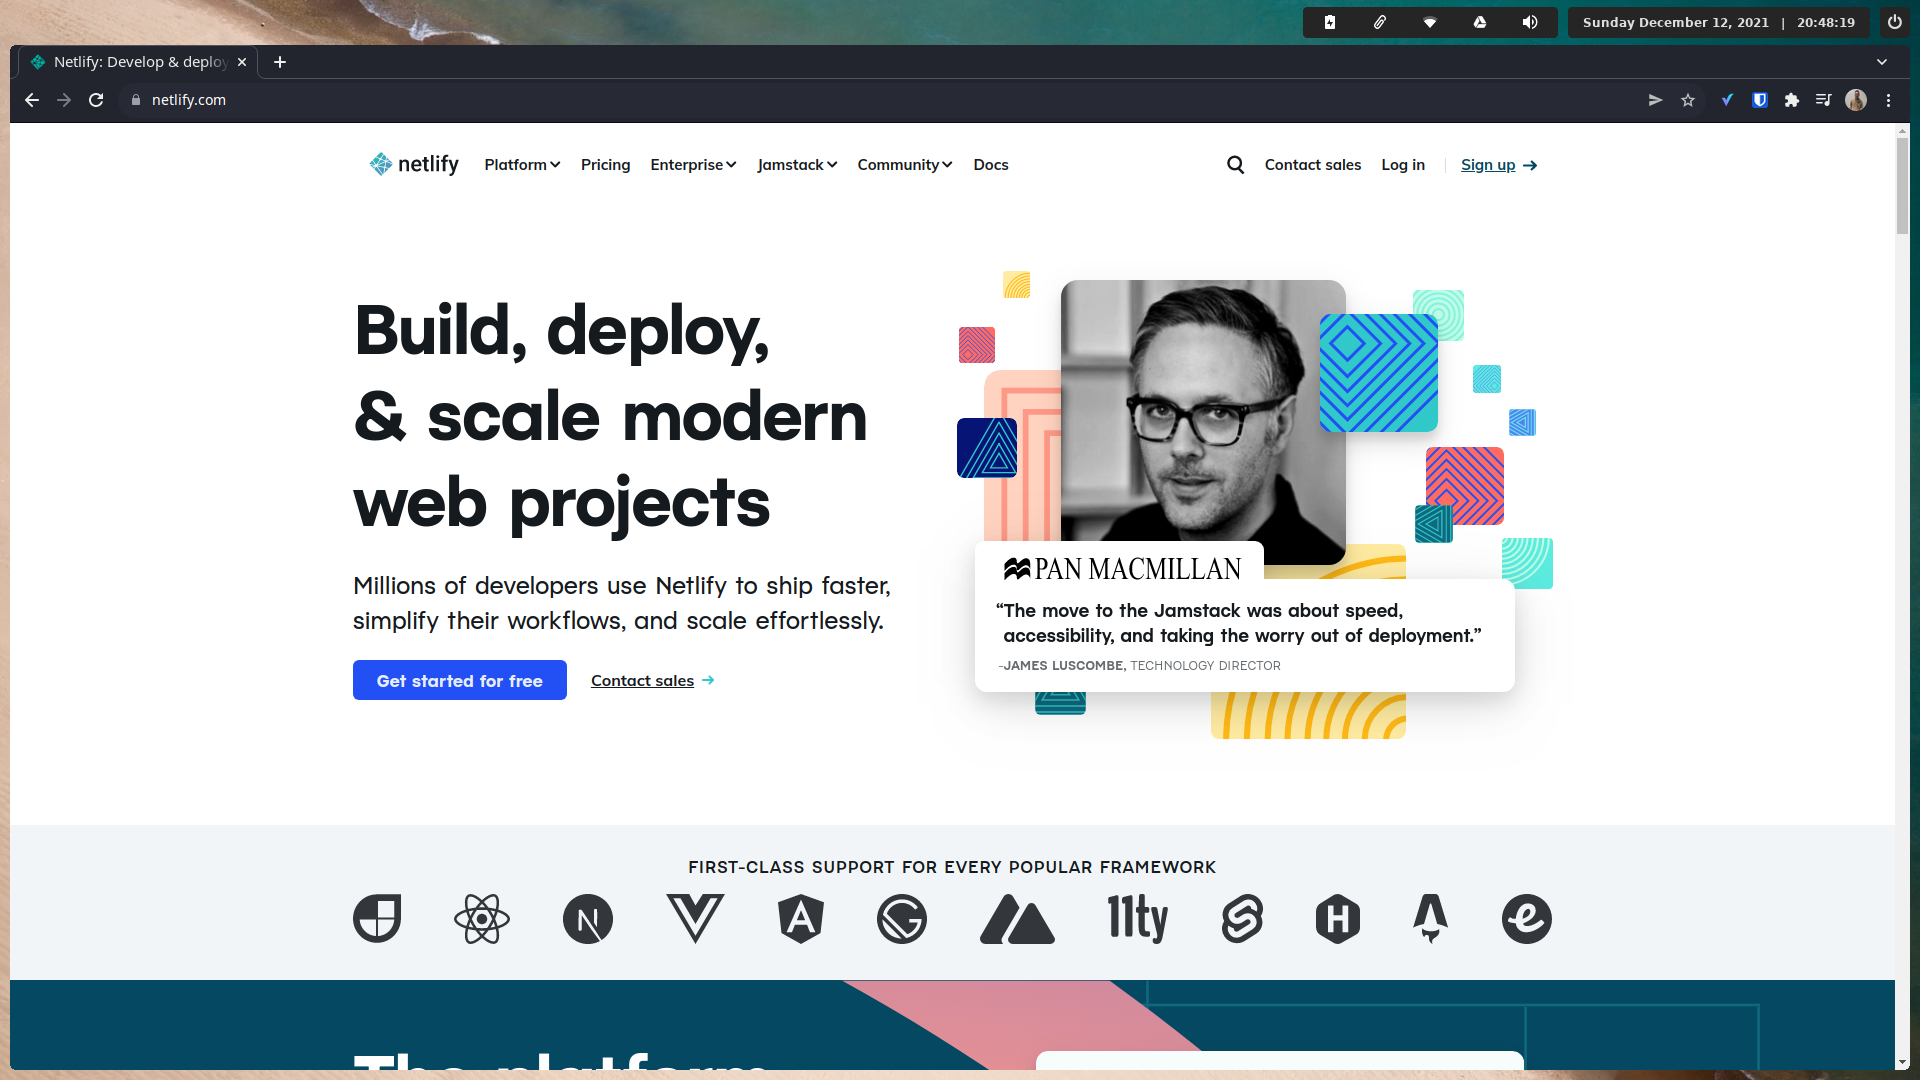 Sunday December 12, 2021 | 20:48:19
Netlify: Develop & deploy
netlify.com
netlify
Platform
Pricing
Enterprise
Jamstack
Community
Docs
Contact sales
Log in
Sign up
Build, deploy,
& scale modern
web projects
Millions of developers use Netlify to ship faster,
simplify their workflows, and scale effortlessly.
Get started for free
Contact sales
PAN MACMILLAN
“The move to the Jamstack was about speed,
accessibility, and taking the worry out of deployment.”
-JAMES LUSCOMBE, TECHNOLOGY DIRECTOR
FIRST-CLASS SUPPORT FOR EVERY POPULAR FRAMEWORK
N
A
G
11ty
S
H
e
The platform